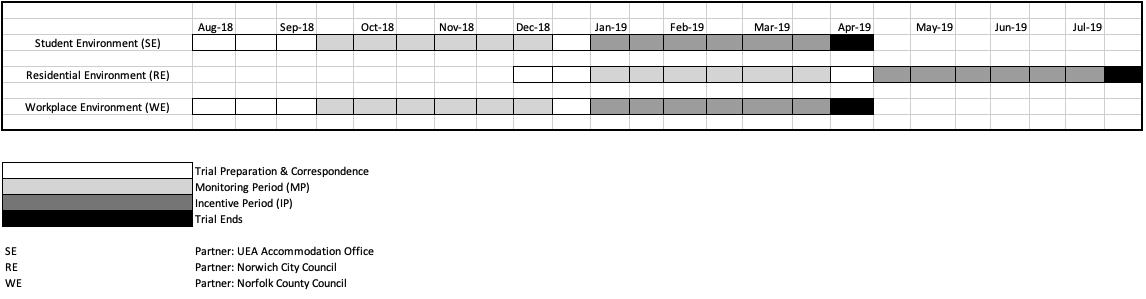 Aug-18 Sep-18 Oct-18 Nov-18 Dec-18 Jan-19 Feb-19 Mar-19 Apr-19 May-19 Jun-19 Jul-19
Student Environment (SE)
Residential Environment (RE)
Workplace Environment (WE)
Trial Preparation & Correspondence
Monitoring Period (MP)
Incentive Period (IP)
Trial Ends
SE Partner: UEA Accommodation Office
RE Partner: Norwich City Council
WE Partner: Norfolk County Council